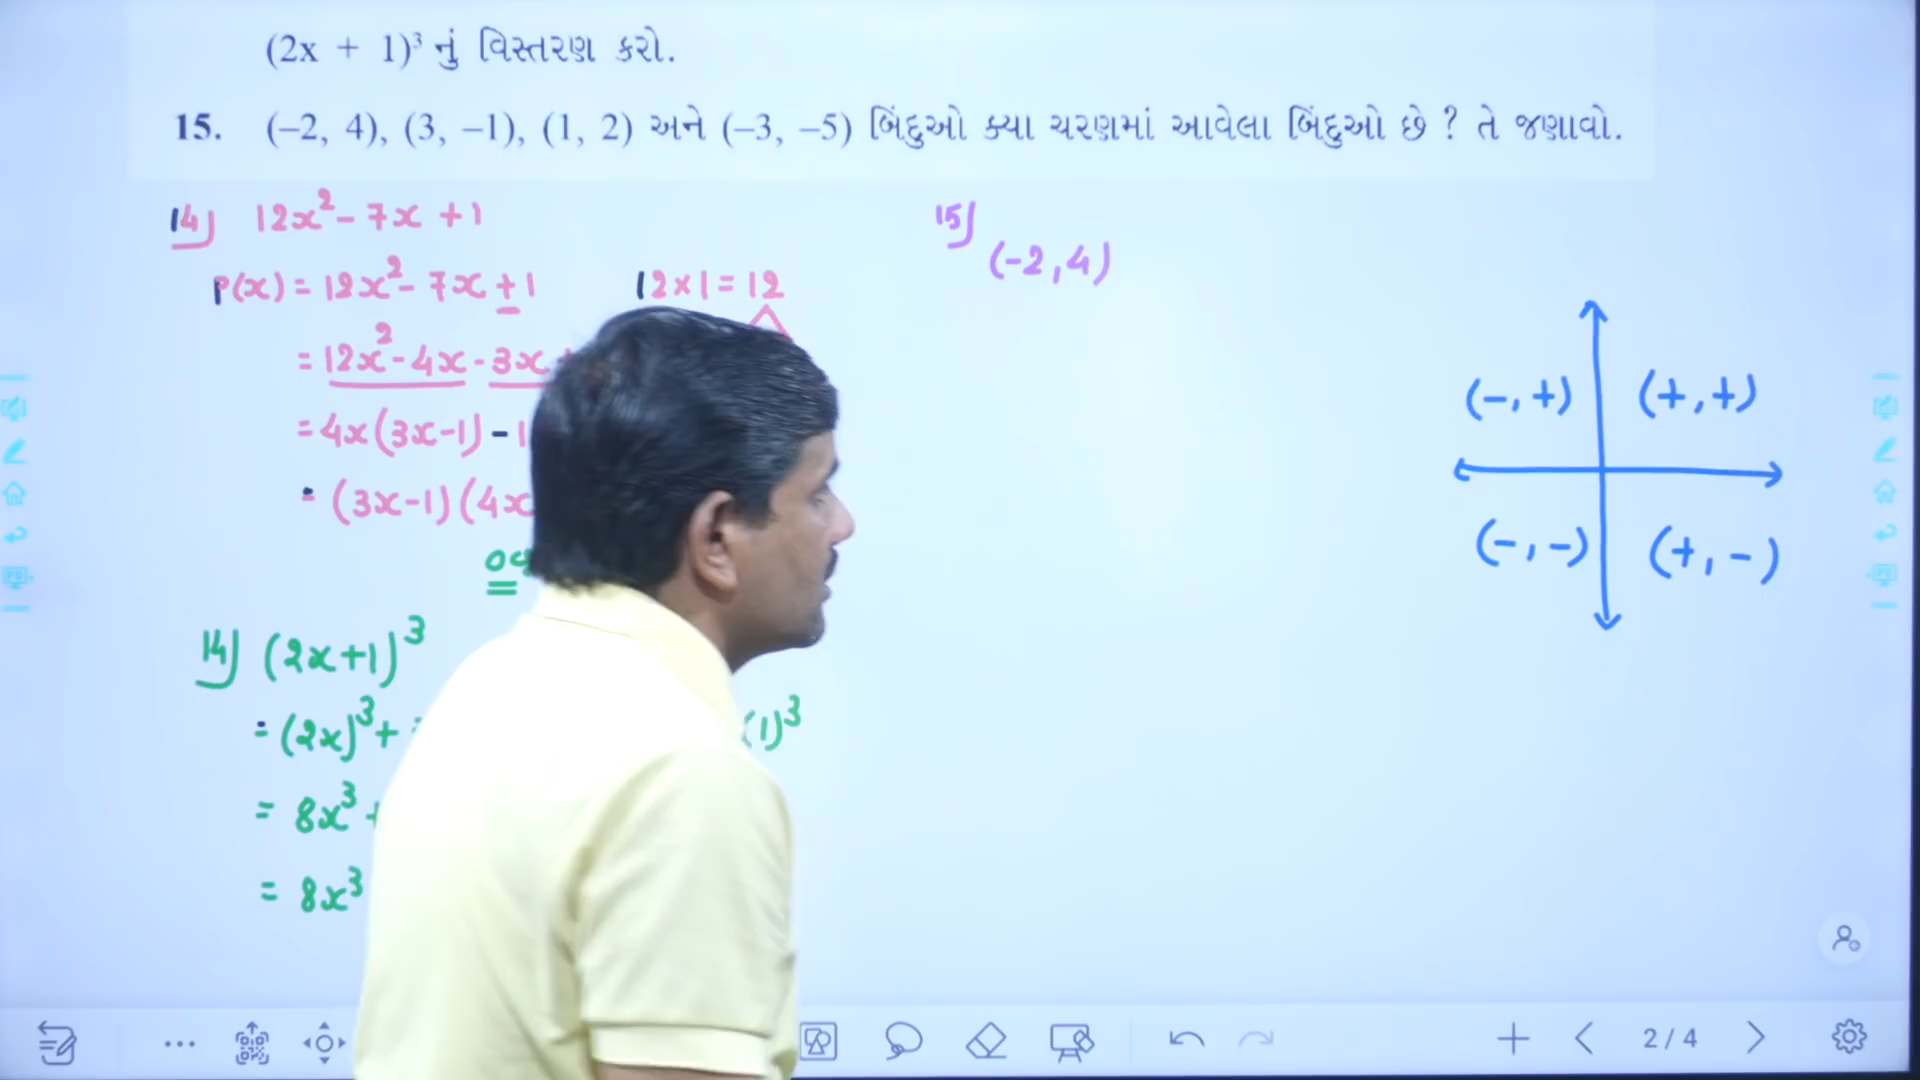 (2x + 1)³ નું વિસ્તરણ કરો.
15. (–2, 4), (3, –1), (1, 2) અને (–3, –5) બિંદુઓ ક્યા ચરણમાં આવેલા બિંદુઓ છે ? તે જણાવો.
14) 12x² - 7x + 1
P(x) = 12x² - 7x + 1
12 × 1 = 12
= 12x² - 4x - 3x
= 4x(3x-1) - 1
= (3x-1)(4x
14) (2x+1)³
= (2x)³ + (1)³
= 8x³ +
= 8x³
15)
(-2, 4)
(-, +) (+, +)
(-, -) (+, -)
2 / 4